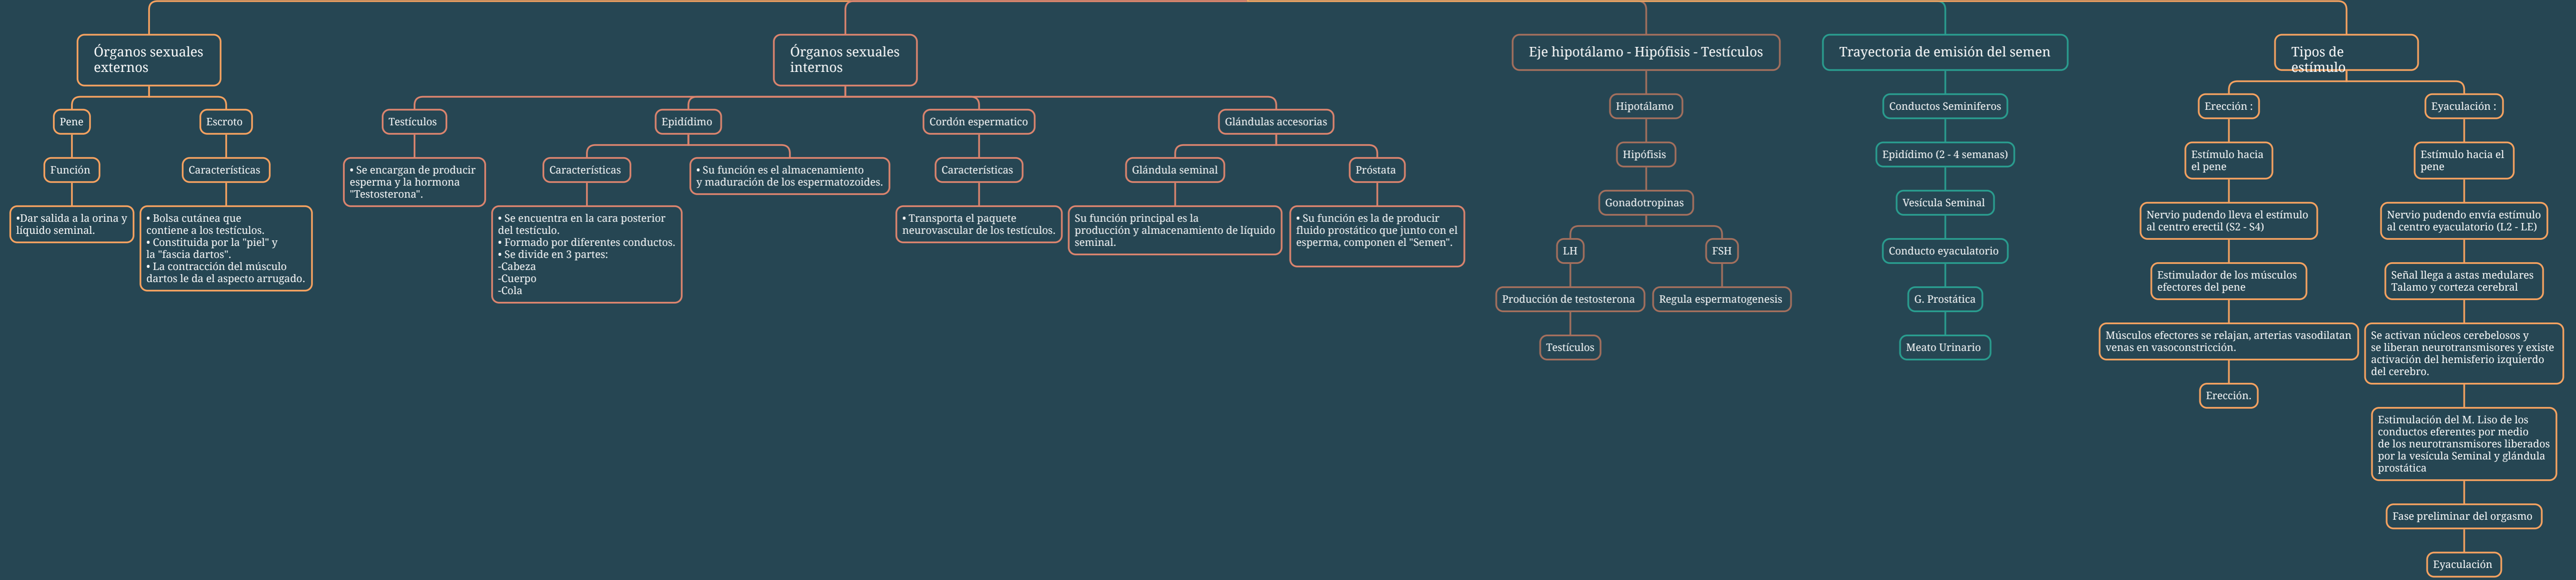 Órganos sexuales
externos
Pene
Función
•Dar salida a la orina y
líquido seminal.
Escroto
Características
• Bolsa cutánea que
contiene a los testículos.
• Constituida por la "piel" y
la "fascia dartos".
• La contracción del músculo
dartos le da el aspecto arrugado.
Órganos sexuales
internos
Testículos
• Se encargan de producir
esperma y la hormona
"Testosterona".
Epidídimo
Características
• Se encuentra en la cara posterior
del testículo.
• Formado por diferentes conductos.
• Se divide en 3 partes:
-Cabeza
-Cuerpo
-Cola
• Su función es el almacenamiento
y maduración de los espermatozoides.
Cordón espermatico
Características
• Transporta el paquete
neurovascular de los testículos.
Glándulas accesorias
Glándula seminal
Su función principal es la
producción y almacenamiento de líquido
seminal.
Próstata
• Su función es la de producir
fluido prostático que junto con el
esperma, componen el "Semen".
Eje hipotálamo - Hipófisis - Testículos
Hipotálamo
Hipófisis
Gonadotropinas
LH
Producción de testosterona
Testículos
FSH
Regula espermatogenesis
Trayectoria de emisión del semen
Conductos Seminiferos
Epidídimo (2 - 4 semanas)
Vesícula Seminal
Conducto eyaculatorio
G. Prostática
Meato Urinario
Tipos de
estímulo
Erección :
Estímulo hacia
el pene
Nervio pudendo lleva el estímulo
al centro erectil (S2 - S4)
Estimulador de los músculos
efectores del pene
Músculos efectores se relajan, arterias vasodilatan
venas en vasoconstricción.
Erección.
Eyaculación :
Estímulo hacia el
pene
Nervio pudendo envía estímulo
al centro eyaculatorio (L2 - LE)
Señal llega a astas medulares
Talamo y corteza cerebral
Se activan núcleos cerebelosos y
se liberan neurotransmisores y existe
activación del hemisferio izquierdo
del cerebro.
Estimulación del M. Liso de los
conductos eferentes por medio
de los neurotransmisores liberados
por la vesícula Seminal y glándula
prostática
Fase preliminar del orgasmo
Eyaculación